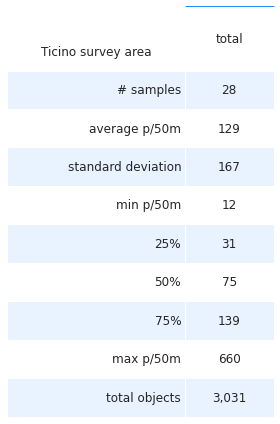 total
Ticino survey area
# samples 28
average p/50m 129
standard deviation 167
min p/50m 12
25% 31
50% 75
75% 139
max p/50m 660
total objects 3,031